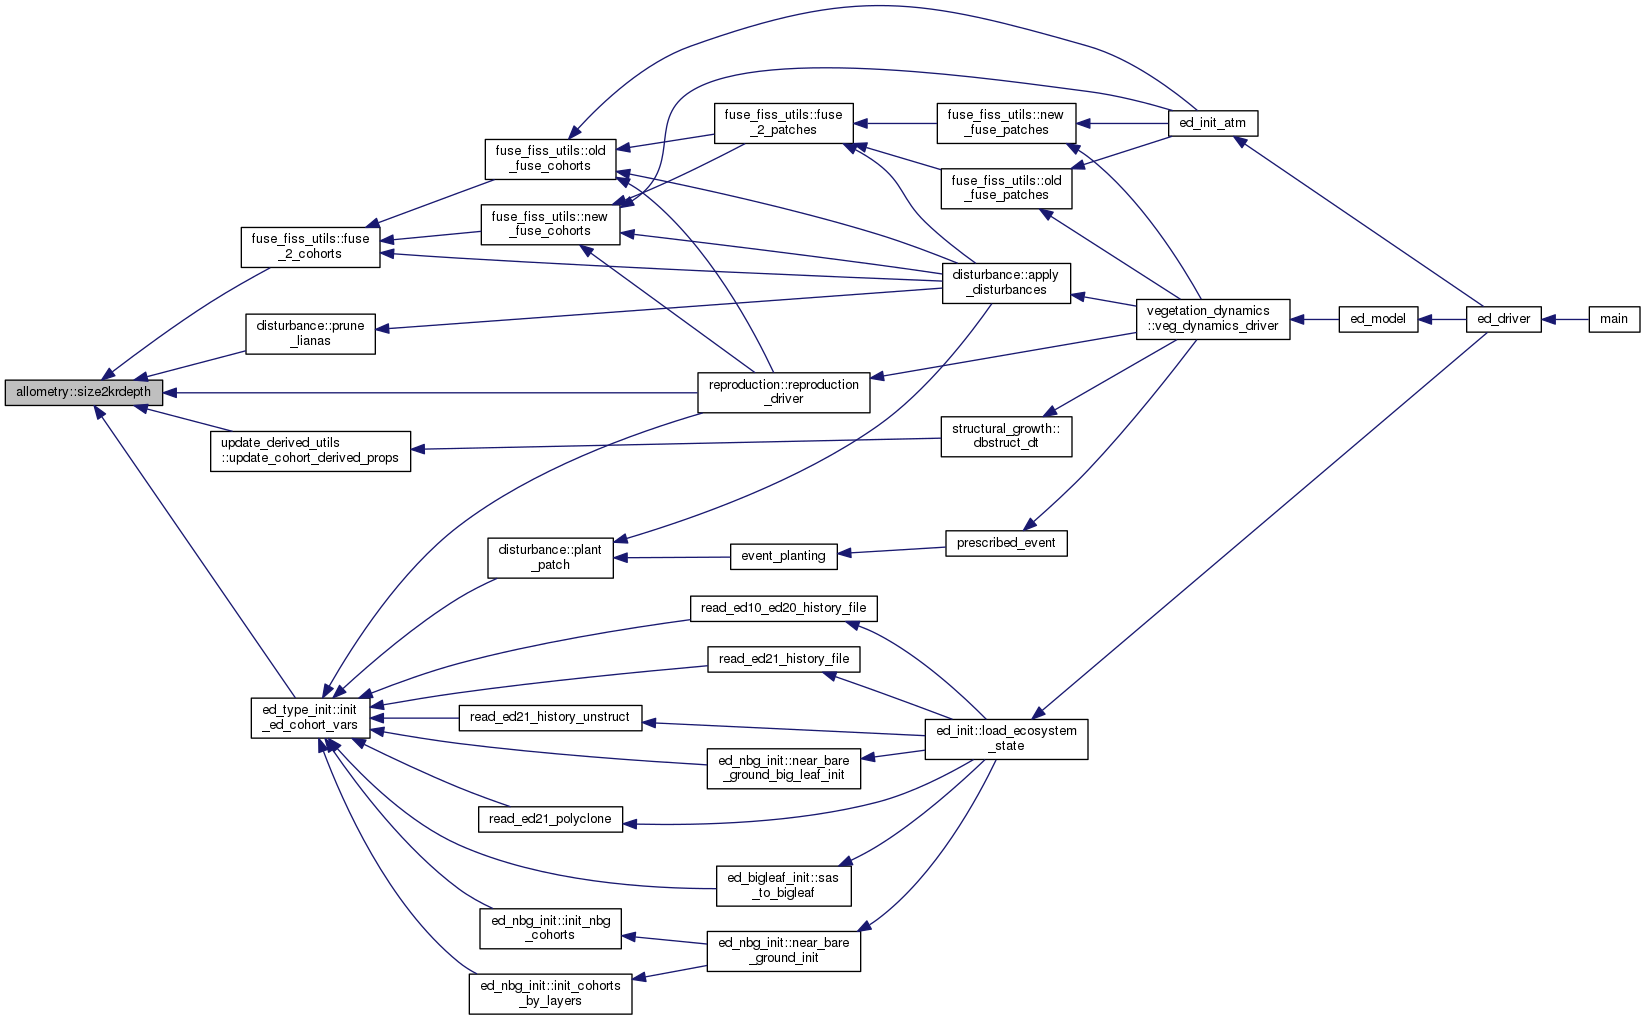 fuse_fiss_utils::fuse
_2_patches
fuse_fiss_utils::new
_fuse_patches
ed_init_atm
fuse_fiss_utils::old
_fuse_cohorts
fuse_fiss_utils::old
_fuse_patches
fuse_fiss_utils::new
_fuse_cohorts
fuse_fiss_utils::fuse
_2_cohorts
disturbance::apply
_disturbances
vegetation_dynamics
::veg_dynamics_driver
ed_model
ed_driver
main
disturbance::prune
_lianas
allometry::size2krdepth
reproduction::reproduction
_driver
update_derived_utils
::update_cohort_derived_props
structural_growth::
dbstruct_dt
disturbance::plant
_patch
event_planting
prescribed_event
read_ed10_ed20_history_file
read_ed21_history_file
ed_type_init::init
_ed_cohort_vars
read_ed21_history_unstruct
ed_init::load_ecosystem
_state
ed_nbg_init::near_bare
_ground_big_leaf_init
read_ed21_polyclone
ed_bigleaf_init::sas
_to_bigleaf
ed_nbg_init::init_nbg
_cohorts
ed_nbg_init::near_bare
_ground_init
ed_nbg_init::init_cohorts
_by_layers